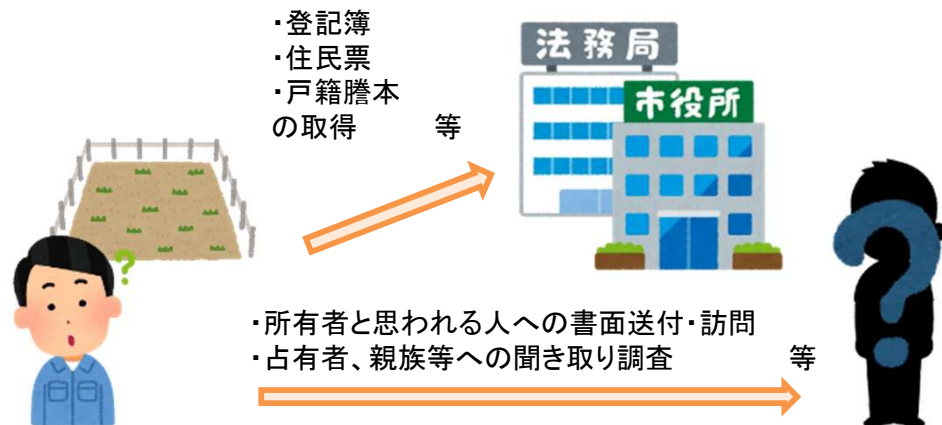 ・登記簿
・住民票
・戸籍謄本
の取得 等
法務局
市役所
?
?
・所有者と思われる人への書面送付・訪問
・占有者、親族等への聞き取り調査 等